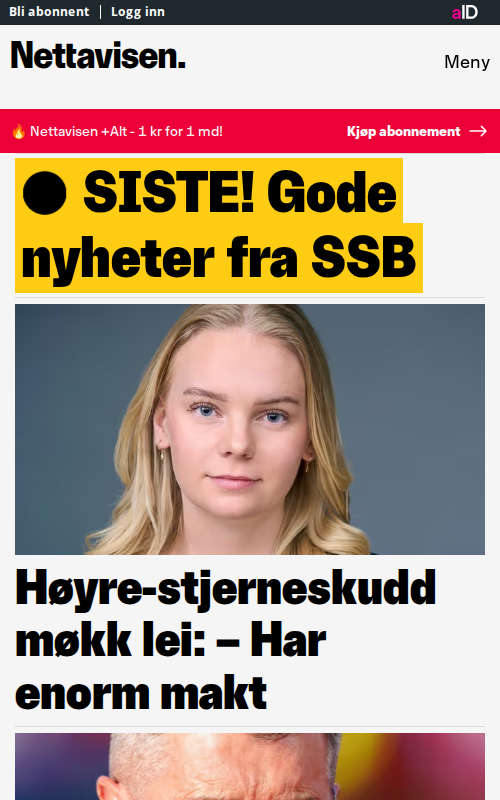 Bli abonnent | Logg inn
aID
Nettavisen.
Meny
🔥 Nettavisen +Alt - 1 kr for 1 md!
Kjøp abonnement →
● SISTE! Gode
nyheter fra SSB
Høyre-stjerneskudd
møkk lei: – Har
enorm makt